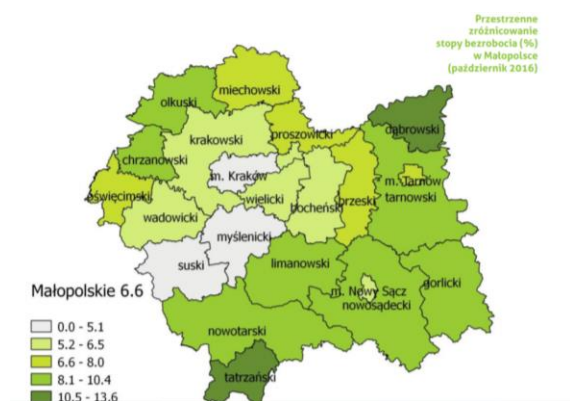 Przestrzenne
zróżnicowanie
stopy bezrobocia (%)
w Małopolsce
(październik 2016)
miechowski
olkuski
proszowicki
dąbrowski
krakowski
chrzanowski
m. Kraków
m. Tarnów
oświęcimski
wielicki
bocheński
brzeski
tarnowski
wadowicki
myślenicki
suski
limanowski
gorlicki
m. Nowy Sącz
nowosądecki
nowotarski
tatrzański
Małopolskie 6.6
0.0 - 5.1
5.2 - 6.5
6.6 - 8.0
8.1 - 10.4
10.5 - 13.6